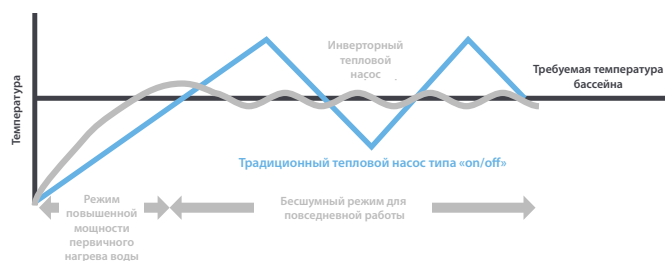 Температура
Инверторный
тепловой
насос
Требуемая температура
бассейна
Традиционный тепловой насос типа «on/off»
Режим
повышенной
мощности
первичного
нагрева воды
Бесшумный режим для
повседневной работы